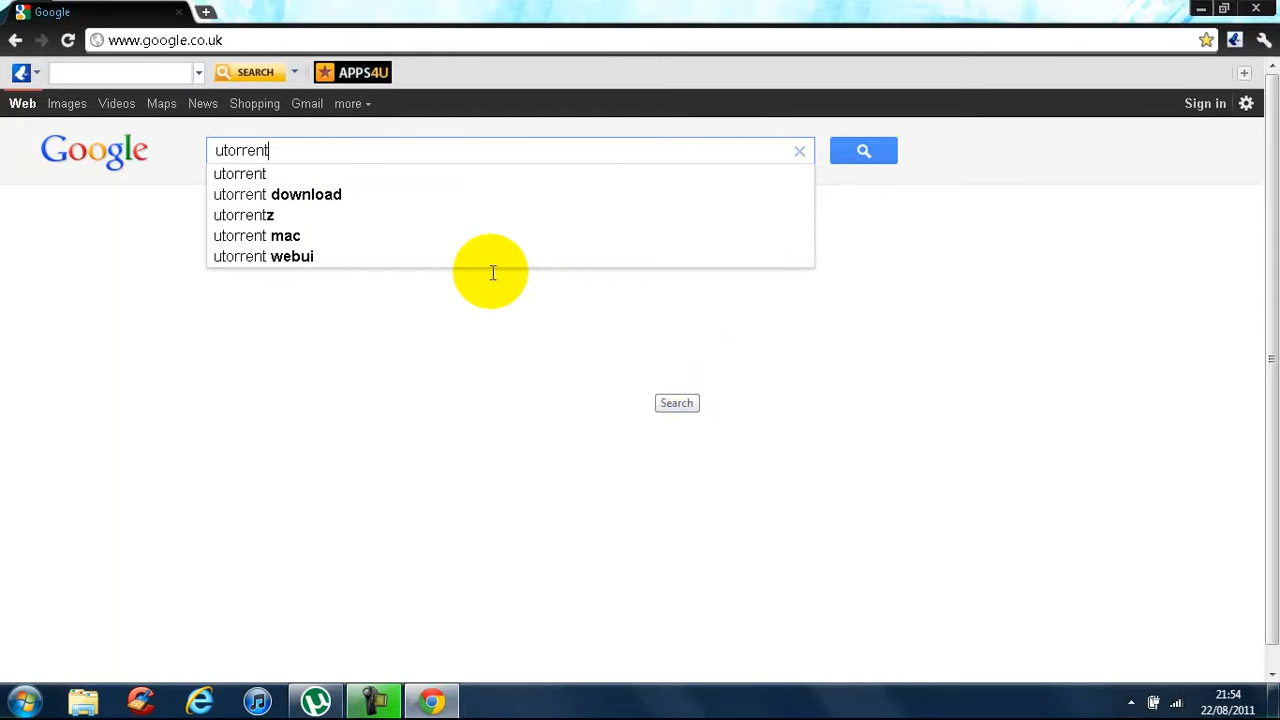 Google
www.google.co.uk
SEARCH
APPS4U
Web Images Videos Maps News Shopping Gmail more
Sign in
Google
utorrent
utorrent
utorrent download
utorrentz
utorrent mac
utorrent webui
Search
21:54
22/08/2011